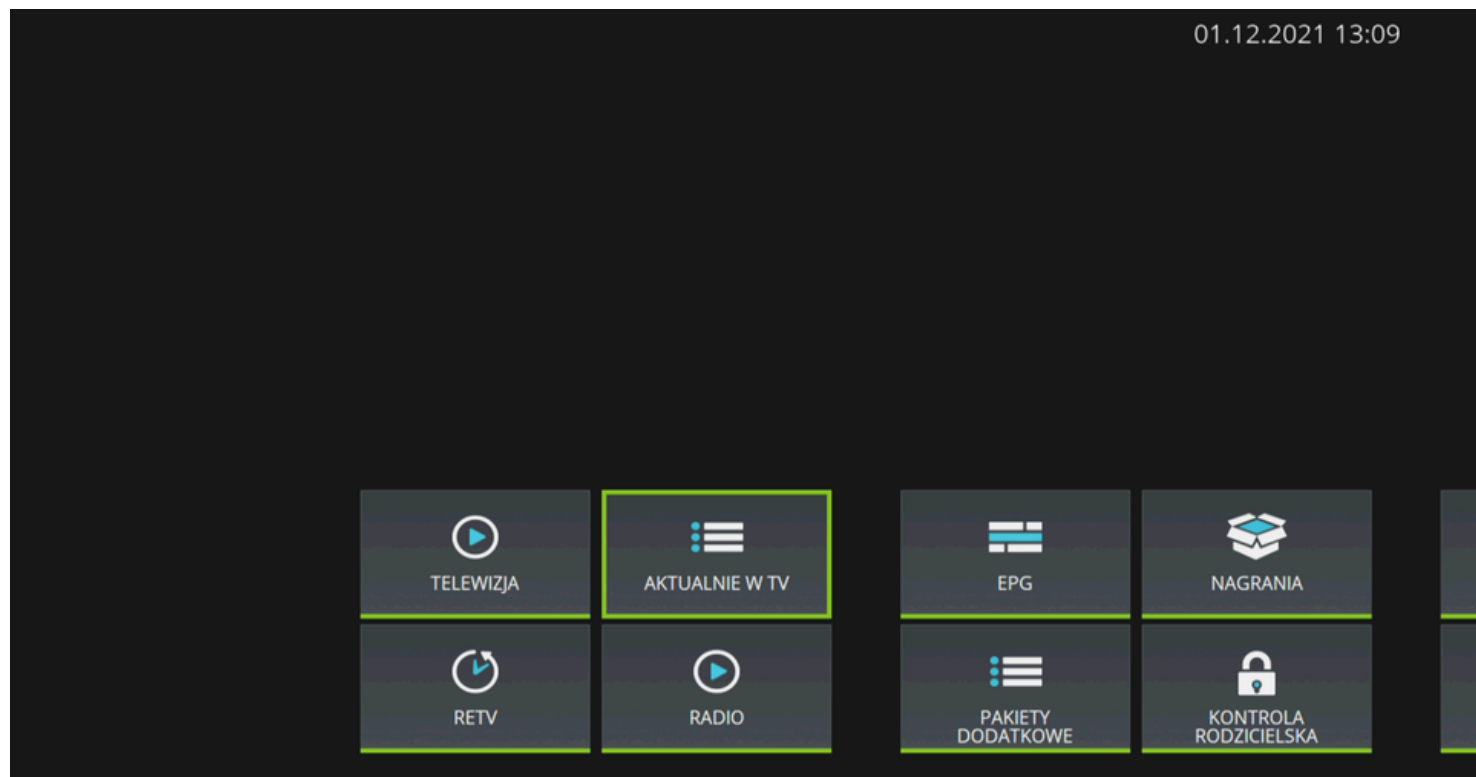 01.12.2021 13:09
TELEWIZJA
AKTUALNIE W TV
EPG
NAGRANIA
RETV
RADIO
PAKIETY
DODATKOWE
KONTROLA
RODZICIELSKA